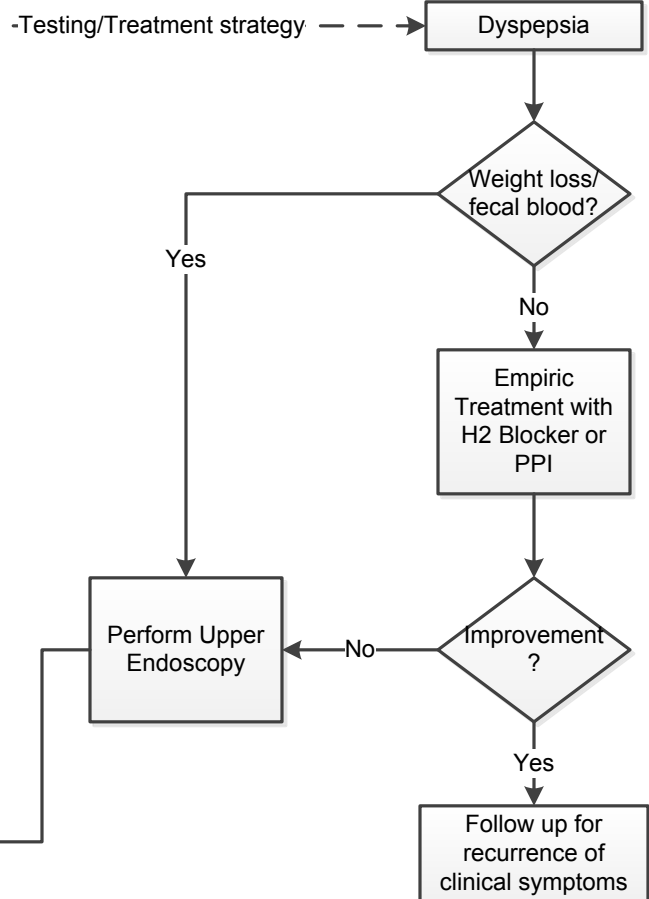 -Testing/Treatment strategy-
Dyspepsia
Weight loss/
fecal blood?
Yes
No
Empiric
Treatment with
H2 Blocker or
PPI
Perform Upper
Endoscopy
No
Improvement
?
Yes
Follow up for
recurrence of
clinical symptoms